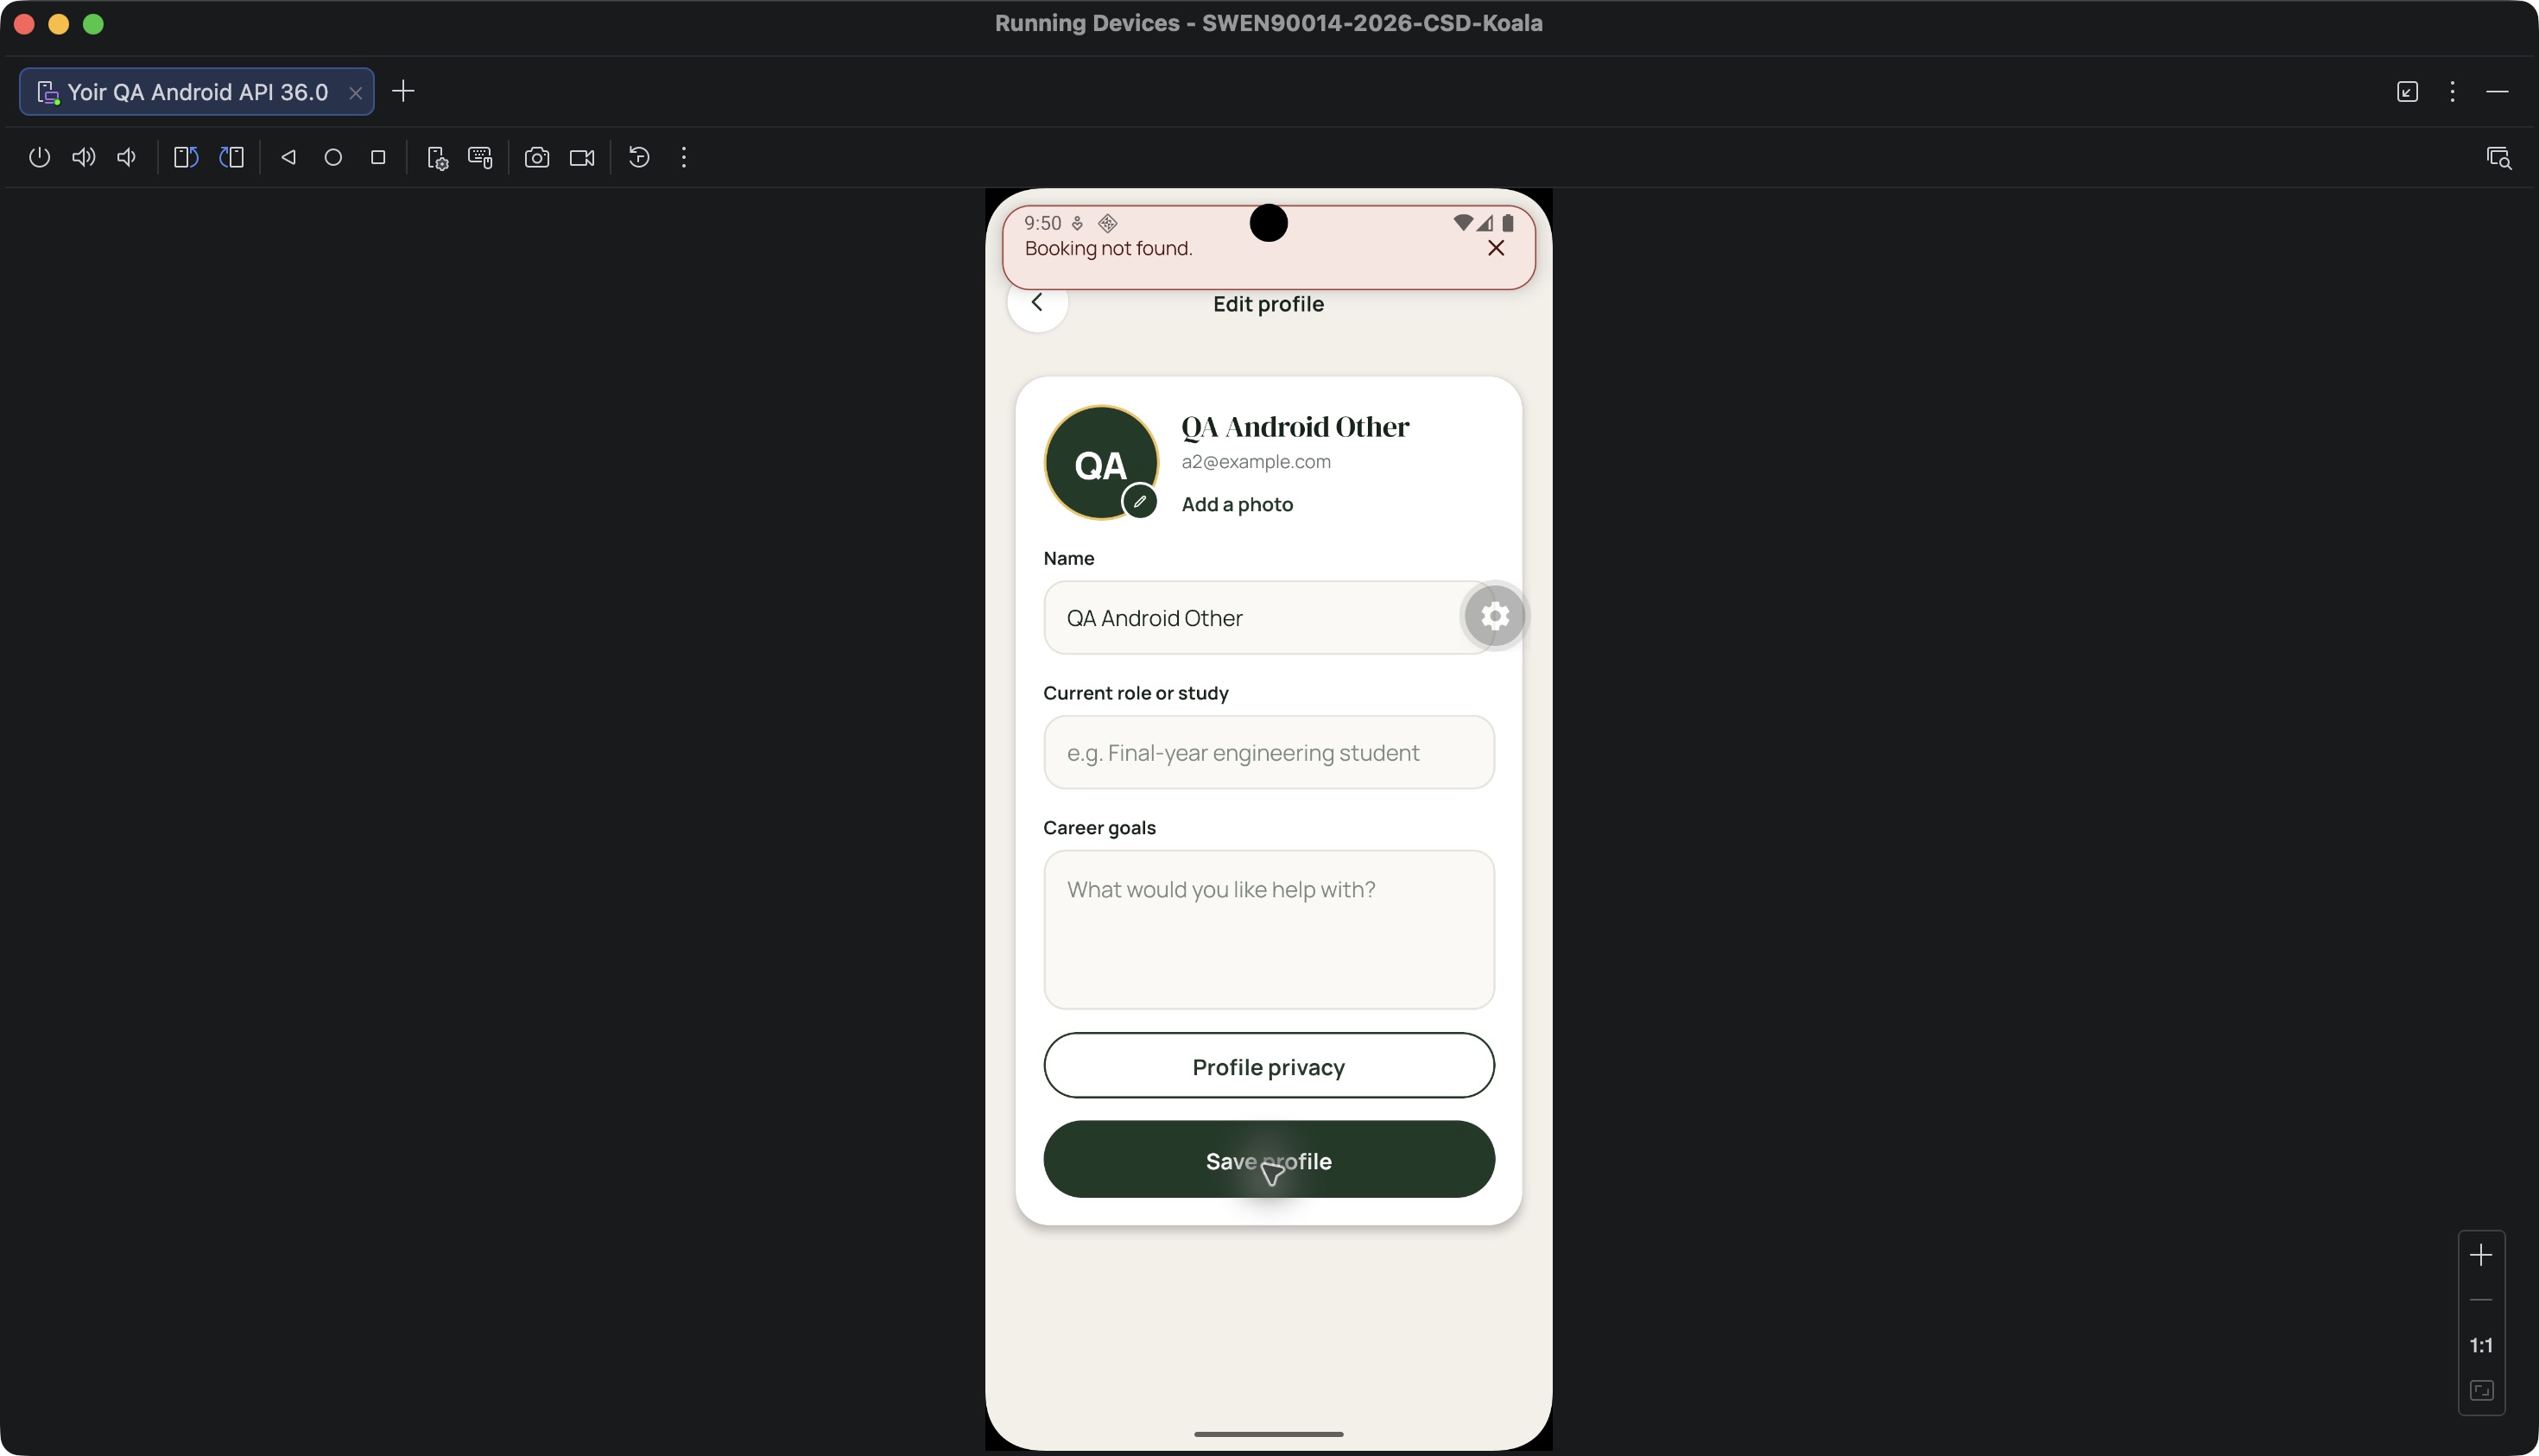 Running Devices - SWEN90014-2026-CSD-Koala
Yoir QA Android API 36.0
9:50
Booking not found.
Edit profile
QA
QA Android Other
a2@example.com
Add a photo
Name
QA Android Other
Current role or study
e.g. Final-year engineering student
Career goals
What would you like help with?
Profile privacy
Save profile
1:1